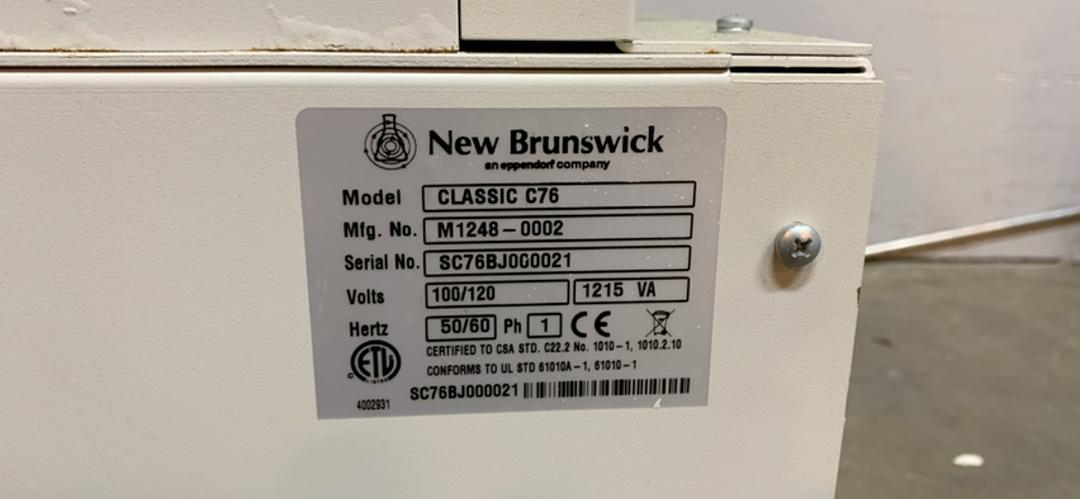 New Brunswick
an eppendorf company
Model CLASSIC C76
Mfg. No. M1248-0002
Serial No. SC76BJ000021
Volts 100/120 1215 VA
Hertz 50/60 Ph 1 CE
CERTIFIED TO CSA STD. C22.2 No. 1010-1, 1010.2.10
CONFORMS TO UL STD 61010A-1, 61010-1
C ETL LISTED
SC76BJ000021
4002931